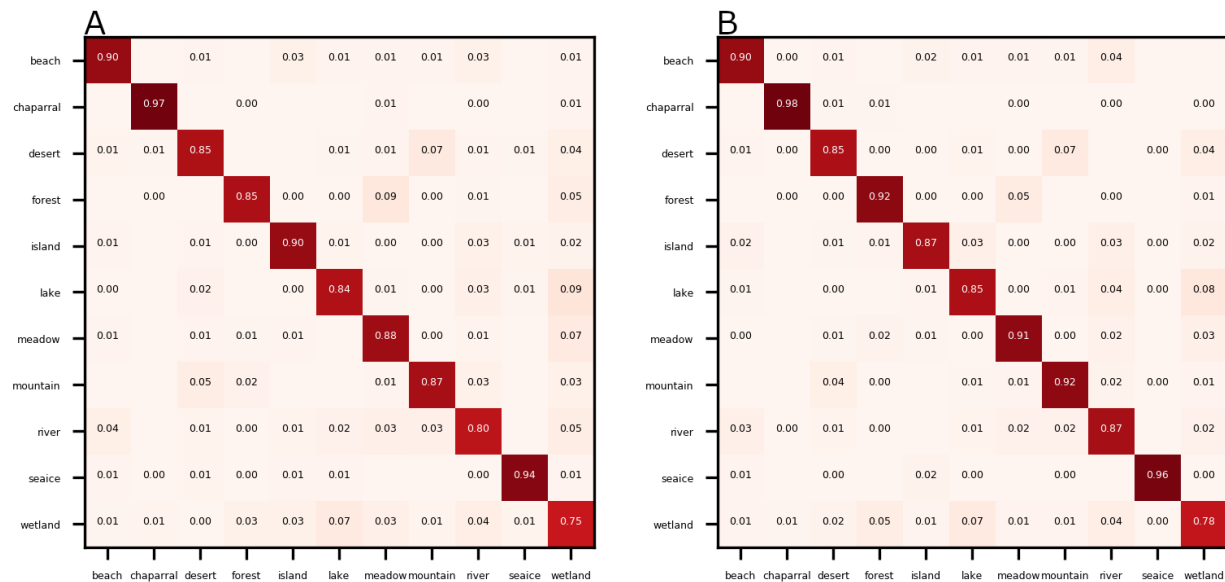 A
beach 0.90 0.01 0.03 0.01 0.01 0.01 0.03 0.01
chaparral 0.97 0.00 0.01 0.00 0.01
desert 0.01 0.01 0.85 0.01 0.01 0.07 0.01 0.01 0.04
forest 0.00 0.85 0.00 0.00 0.09 0.00 0.01 0.05
island 0.01 0.01 0.00 0.90 0.01 0.00 0.00 0.03 0.01 0.02
lake 0.00 0.02 0.00 0.84 0.01 0.00 0.03 0.01 0.09
meadow 0.01 0.01 0.01 0.01 0.88 0.00 0.01 0.07
mountain 0.05 0.02 0.01 0.87 0.03 0.03
river 0.04 0.01 0.00 0.01 0.02 0.03 0.03 0.80 0.05
seaice 0.01 0.00 0.01 0.00 0.01 0.01 0.00 0.94 0.01
wetland 0.01 0.01 0.00 0.03 0.03 0.07 0.03 0.01 0.04 0.01 0.75
beach chaparral desert forest island lake meadow mountain river seaice wetland
B
beach 0.90 0.00 0.01 0.02 0.01 0.01 0.01 0.04
chaparral 0.98 0.01 0.01 0.00 0.00 0.00
desert 0.01 0.00 0.85 0.00 0.00 0.01 0.00 0.07 0.00 0.04
forest 0.00 0.00 0.92 0.00 0.05 0.00 0.01
island 0.02 0.01 0.01 0.87 0.03 0.00 0.00 0.03 0.00 0.02
lake 0.01 0.00 0.01 0.85 0.00 0.01 0.04 0.00 0.08
meadow 0.00 0.01 0.02 0.01 0.00 0.91 0.00 0.02 0.03
mountain 0.04 0.00 0.01 0.01 0.92 0.02 0.00 0.01
river 0.03 0.00 0.01 0.00 0.01 0.02 0.02 0.87 0.02
seaice 0.01 0.00 0.02 0.00 0.00 0.96 0.00
wetland 0.01 0.01 0.02 0.05 0.01 0.07 0.01 0.01 0.04 0.00 0.78
beach chaparral desert forest island lake meadow mountain river seaice wetland